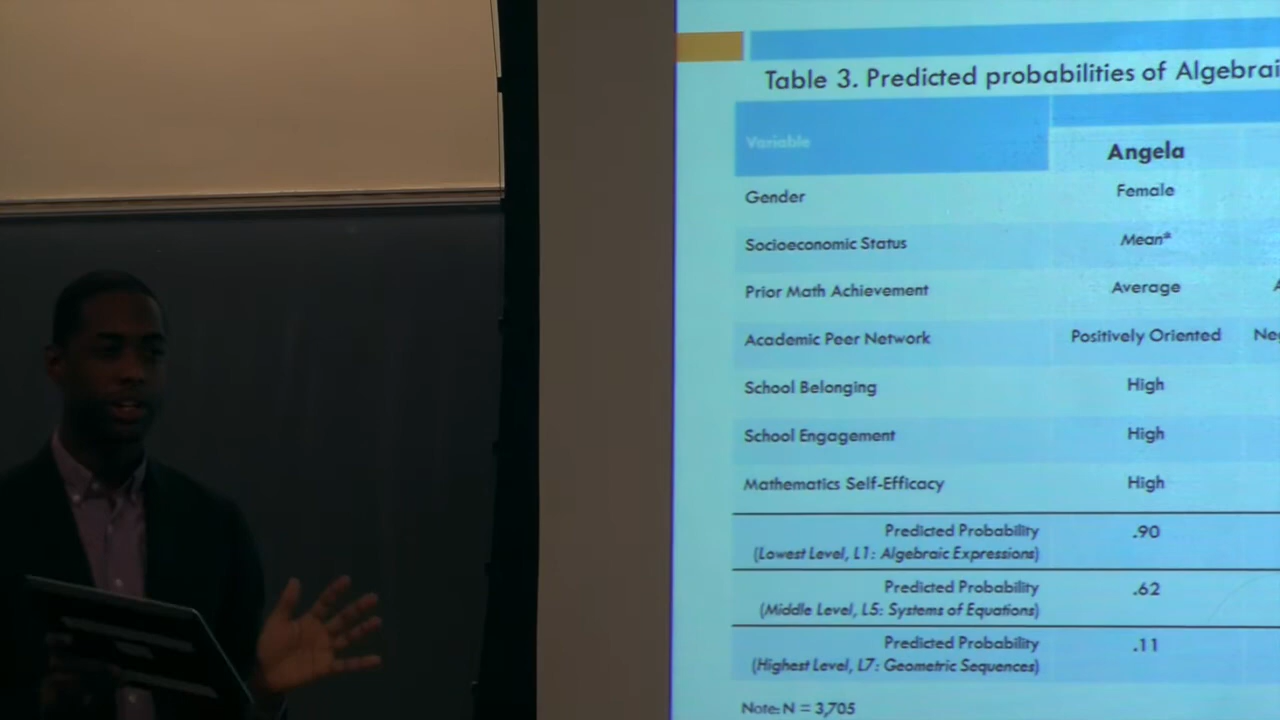 Table 3. Predicted probabilities of Algebrai
Variable
Angela
Gender Female
Socioeconomic Status Mean*
Prior Math Achievement Average A
Academic Peer Network Positively Oriented Neg
School Belonging High
School Engagement High
Mathematics Self-Efficacy High
Predicted Probability .90
(Lowest Level, L1: Algebraic Expressions)
Predicted Probability .62
(Middle Level, L5: Systems of Equations)
Predicted Probability .11
(Highest Level, L7: Geometric Sequences)
Note: N = 3,705